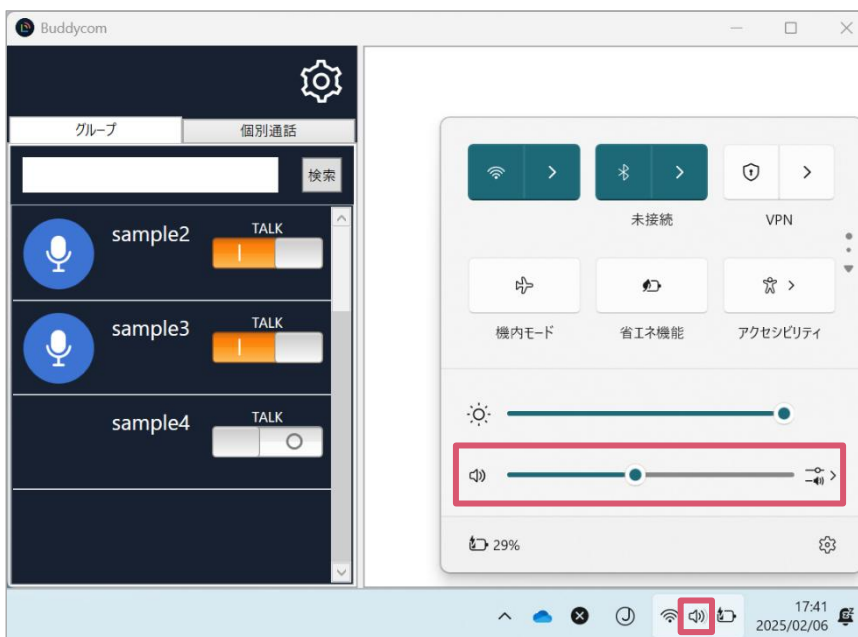 Buddycom
グループ
個別通話
検索
sample2
TALK
sample3
TALK
sample4
TALK
未接続
VPN
機内モード
省エネ機能
アクセシビリティ
29%
17:41
2025/02/06